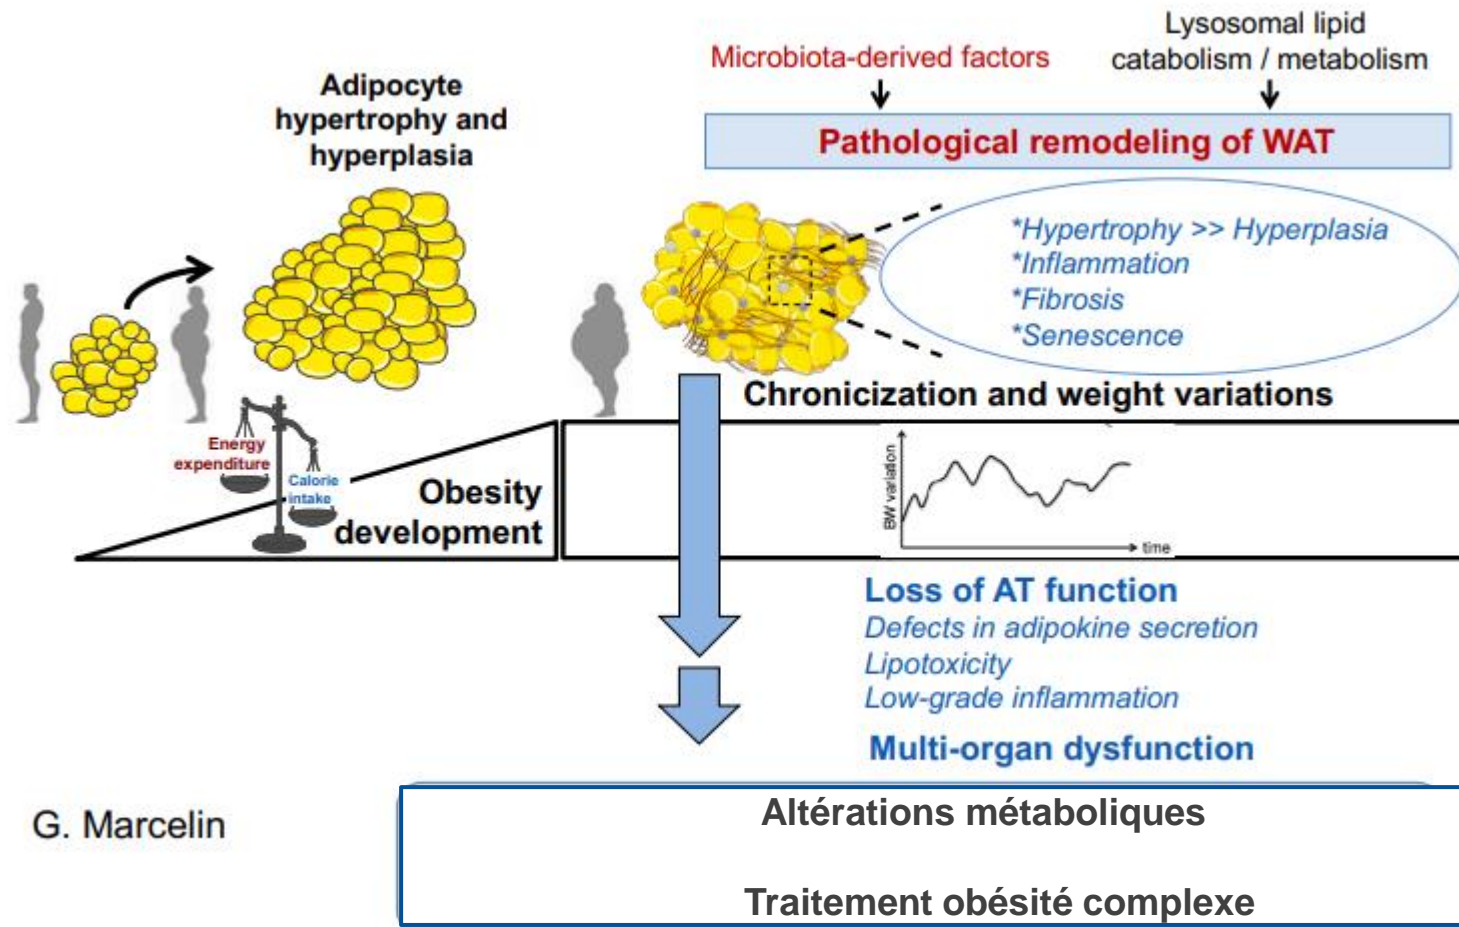 Microbiota-derived factors
Lysosomal lipid
catabolism / metabolism
Adipocyte
hypertrophy and
hyperplasia
Pathological remodeling of WAT
*Hypertrophy >> Hyperplasia
*Inflammation
*Fibrosis
*Senescence
Chronicization and weight variations
Energy
expenditure
Calorie
intake
Obesity
development
BW variation
time
Loss of AT function
Defects in adipokine secretion
Lipotoxicity
Low-grade inflammation
Multi-organ dysfunction
G. Marcelin
Altérations métaboliques
Traitement obésité complexe